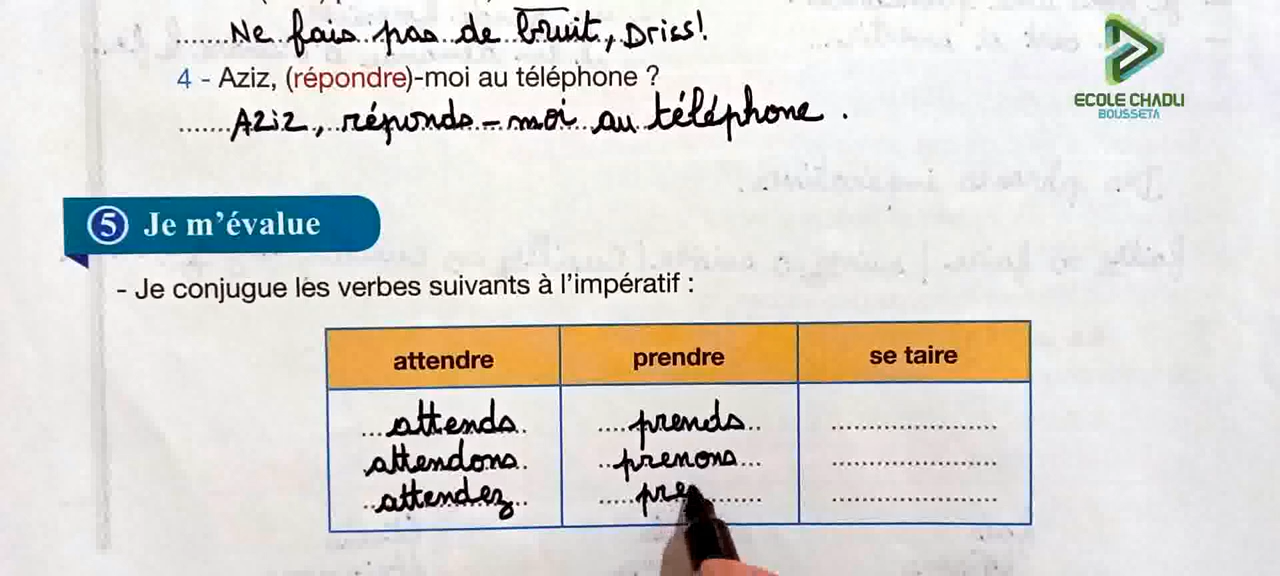 Ne fais pas de bruit, Driss!
4 - Aziz, (répondre)-moi au téléphone ?
Aziz, réponds-moi au téléphone.
ECOLE CHADLI
BOUSSETA
5 Je m'évalue
- Je conjugue les verbes suivants à l'impératif :
attendre prendre se taire
attends prends
attendons prenons
attendez pre